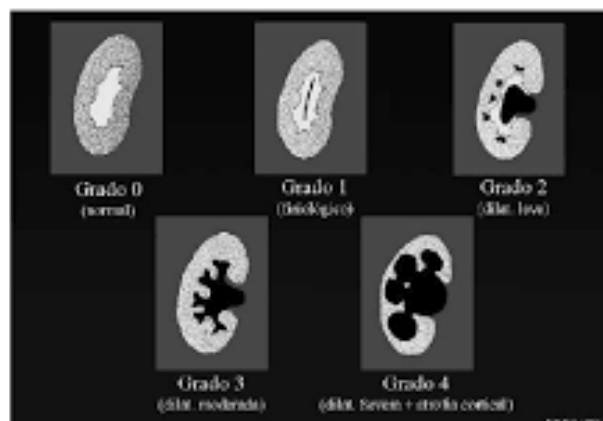 Grado 0
(normal)
Grado 1
(fisiológico)
Grado 2
(dilat. leve)
Grado 3
(dilat. moderada)
Grado 4
(dilat. Severa + atrofia cortical)